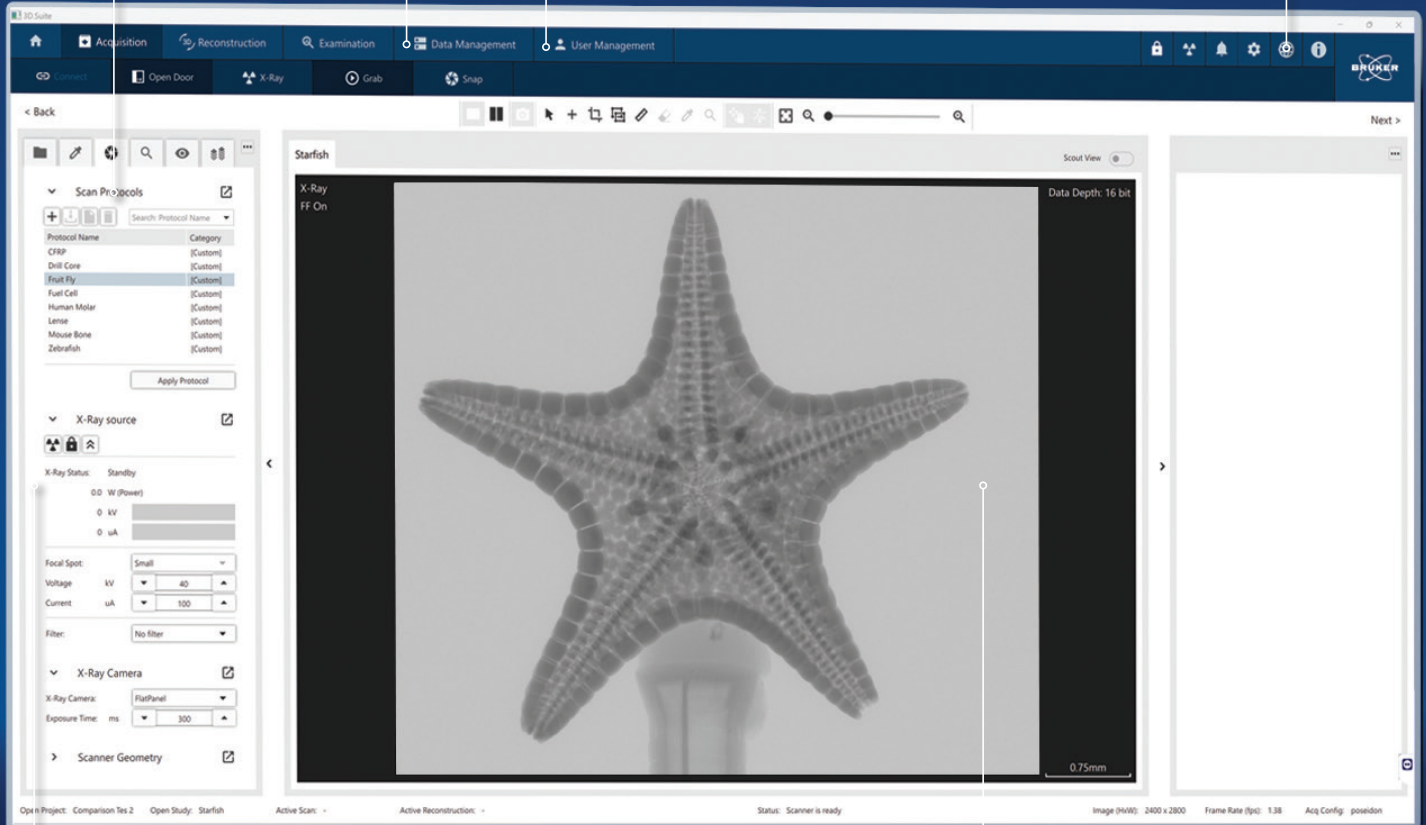 3D.Suite
Acquisition
3D Reconstruction
Examination
Data Management
User Management
BRUKER
Connect
Open Door
X-Ray
Grab
Snap
< Back
Next >
Starfish
Scout View
Scan Protocols
Search: Protocol Name
Protocol Name Category
CFRP [Custom]
Drill Core [Custom]
Fruit Fly [Custom]
Fuel Cell [Custom]
Human Molar [Custom]
Lense [Custom]
Mouse Bone [Custom]
Zebrafish [Custom]
Apply Protocol
X-Ray source
X-Ray Status: Standby
0.0 W (Power)
0 kV
0 uA
Focal Spot: Small
Voltage kV 40
Current uA 100
Filter: No filter
X-Ray Camera
X-Ray Camera: FlatPanel
Exposure Time: ms 300
Scanner Geometry
X-Ray
FF On
Data Depth: 16 bit
0.75mm
Open Project: Comparison Tes 2 Open Study: Starfish Active Scan: - Active Reconstruction: - Status: Scanner is ready Image (HxW): 2400 x 2800 Frame Rate (fps): 1.38 Acq Config: poseidon